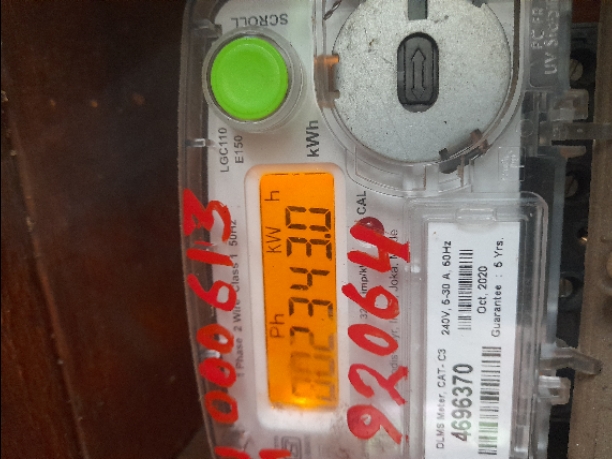 SCROLL
LGC110
E150
kWh
1 Phase 2 Wire Class 1 50Hz
000613
Ph KW h
002343.0
CAL
92064
DLMS Meter, CAT- C3
240V, 5-30 A, 50Hz
4696370
Oct. 2020
Guarantee : 5 Yrs.